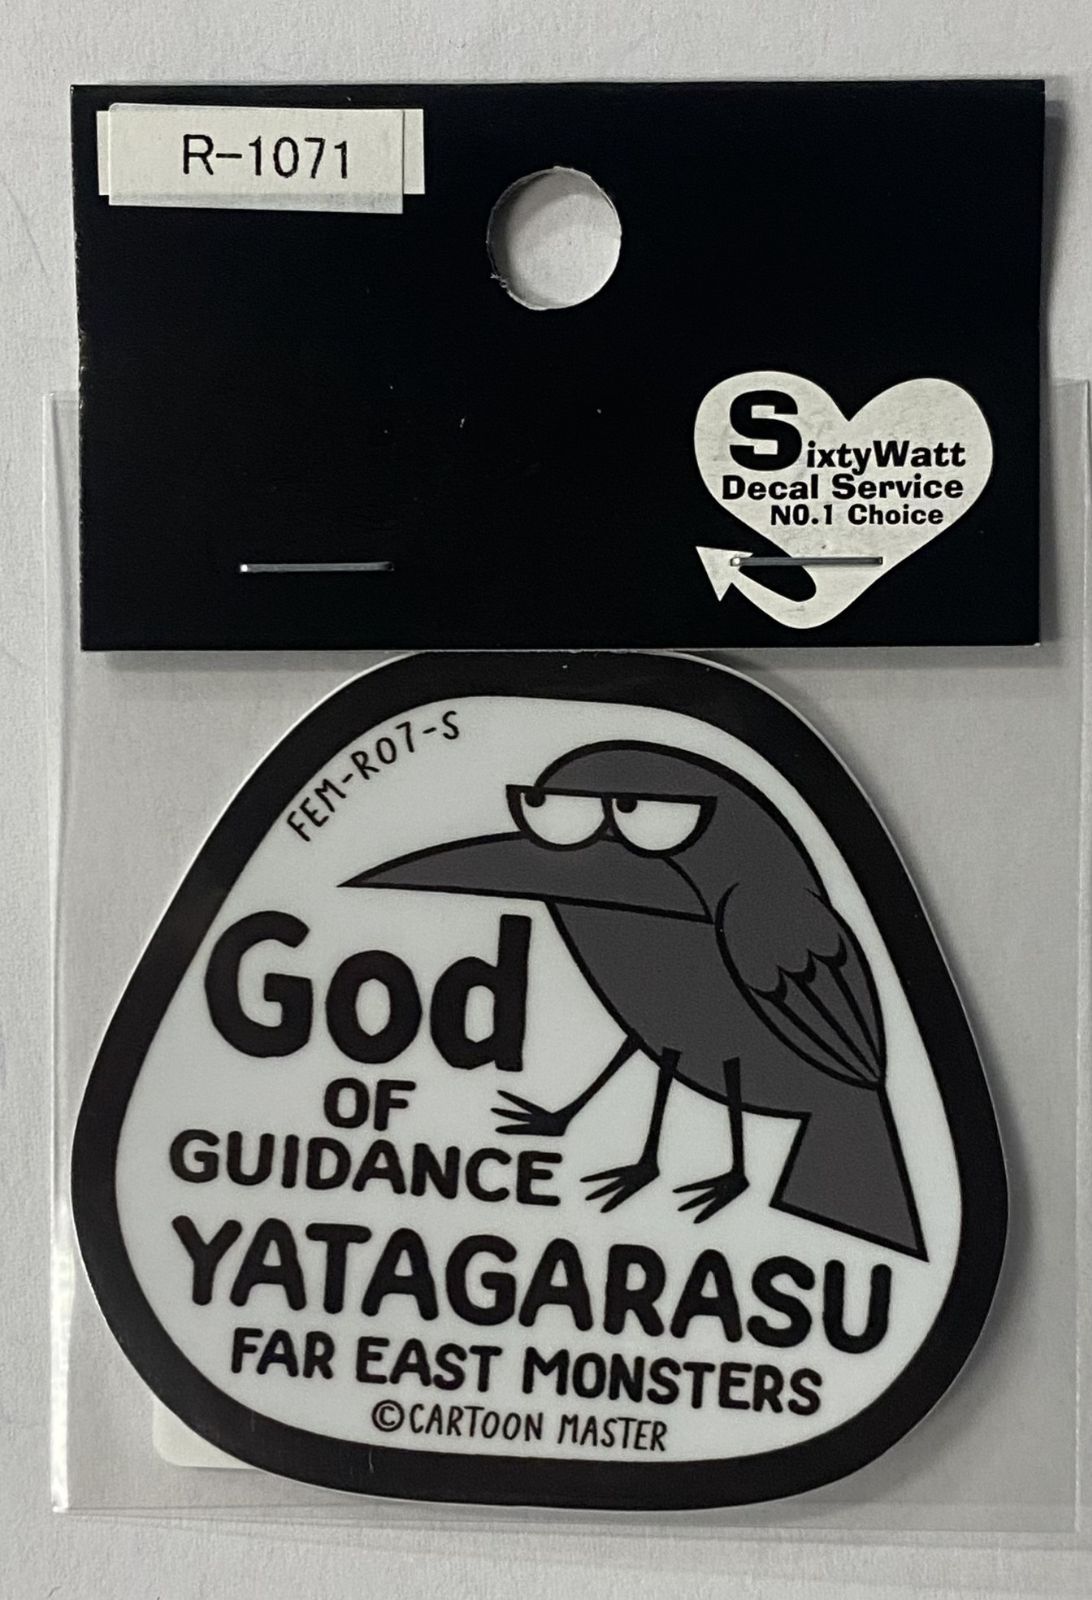 R-1071
SixtyWatt
Decal Service
NO.1 Choice
FEM-R07-S
God
OF
GUIDANCE
YATAGARASU
FAR EAST MONSTERS
©CARTOON MASTER